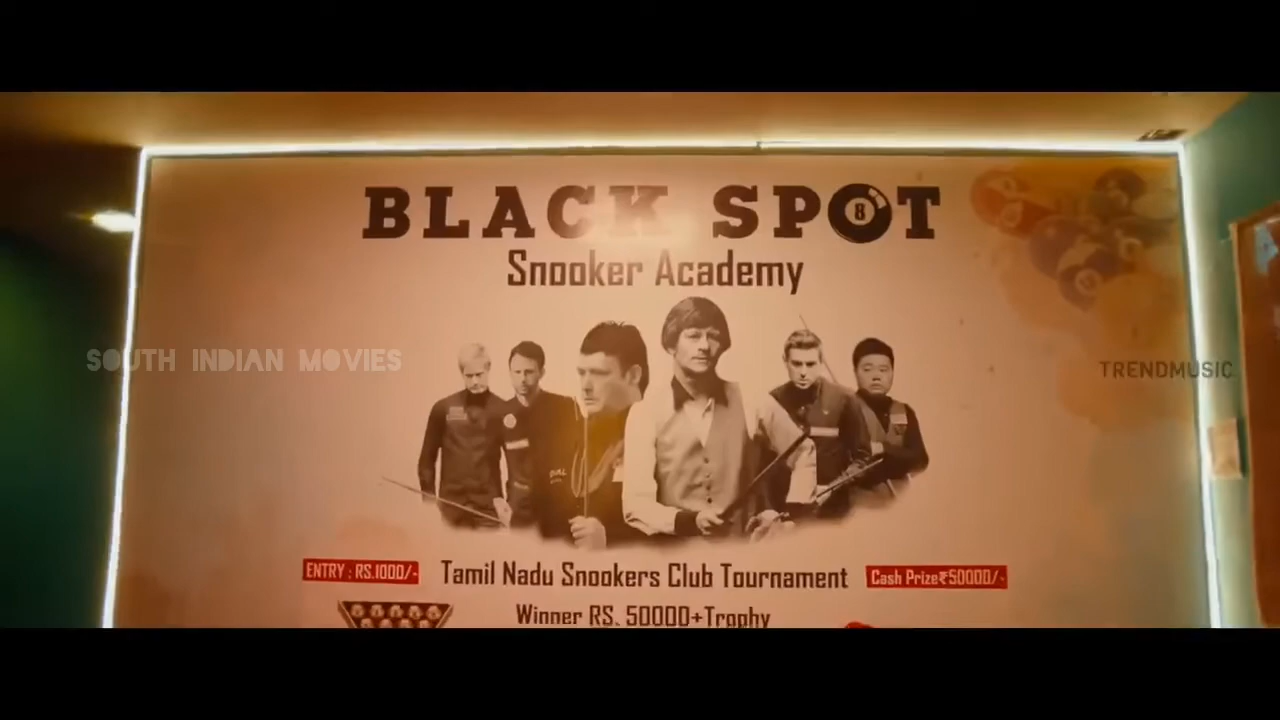 BLACK SPOT
8
Snooker Academy
SOUTH INDIAN MOVIES
TRENDMUSIC
ENTRY : RS.1000/-
Tamil Nadu Snookers Club Tournament
Cash Prize₹50000/-
Winner RS. 50000+Trophy